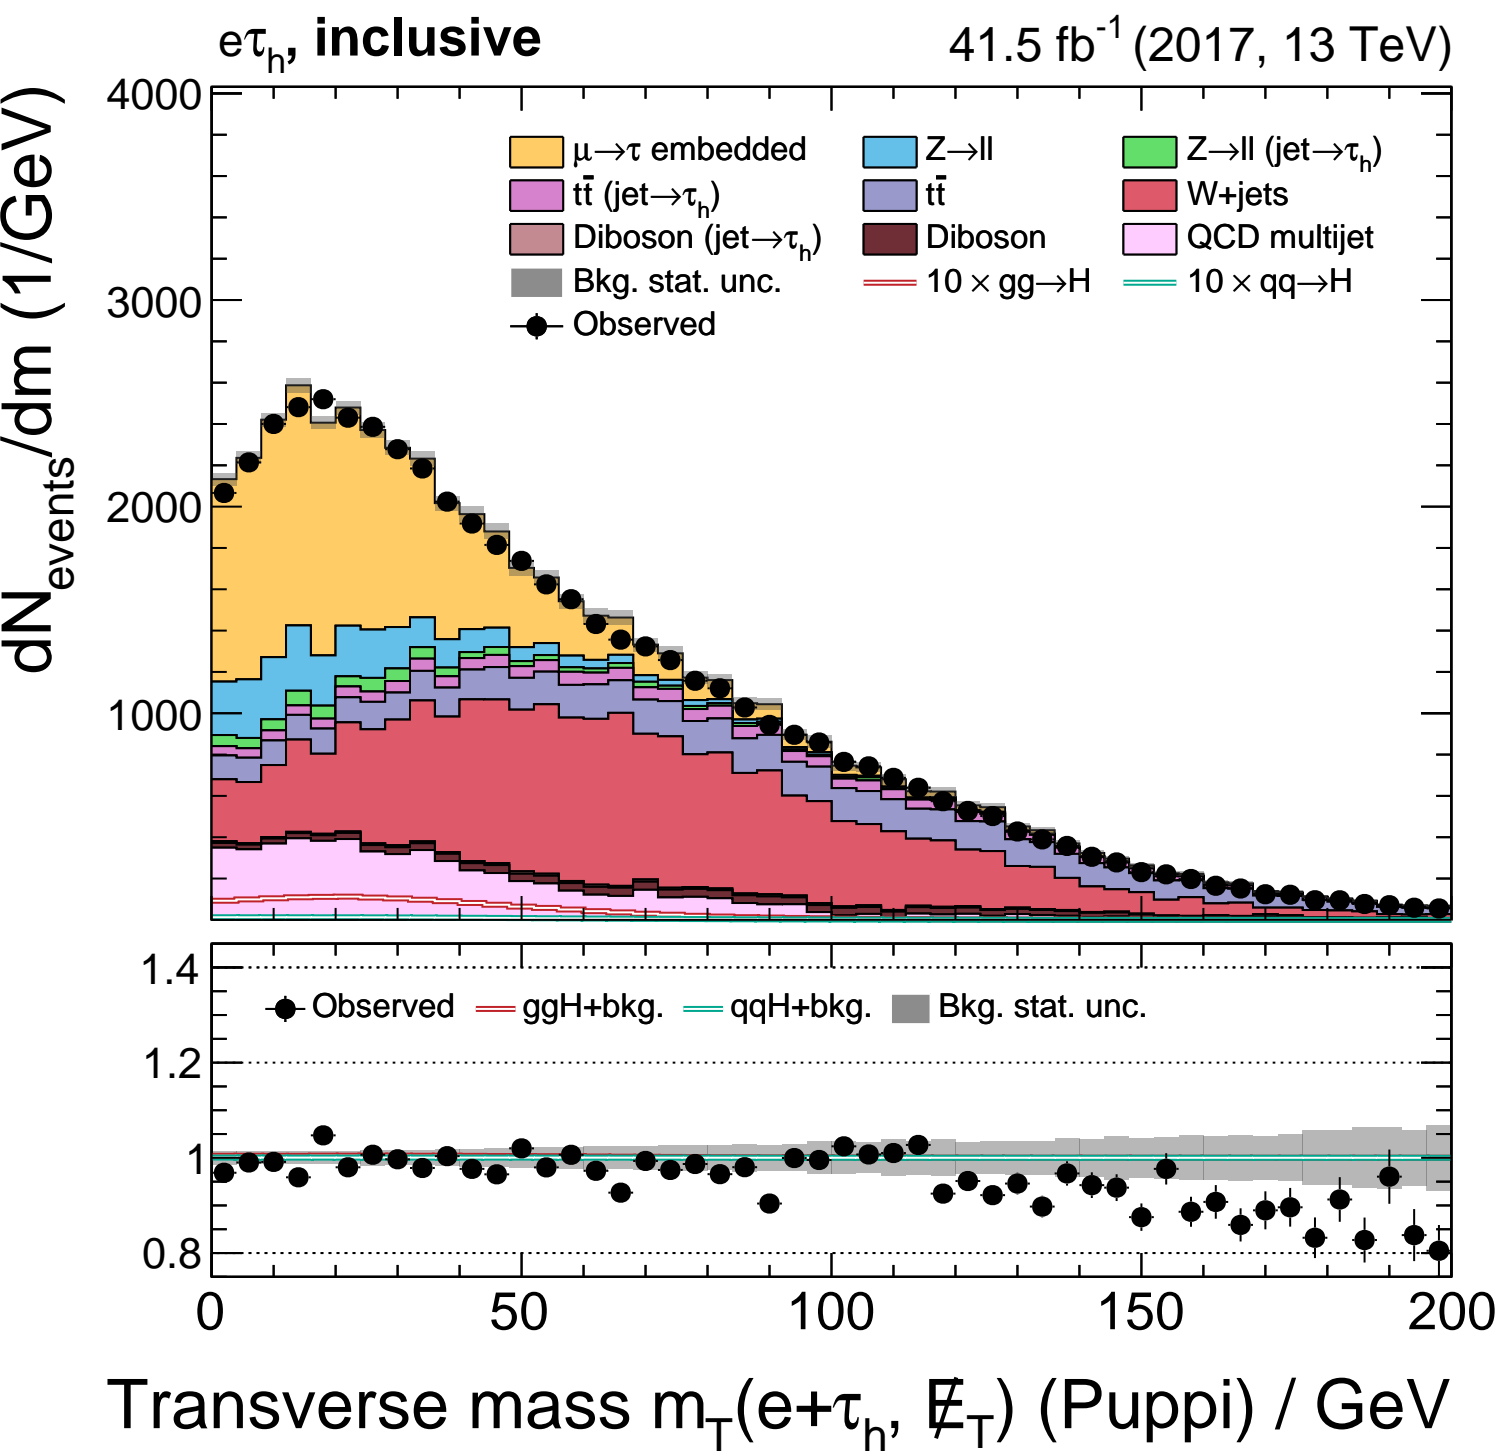 eτh, inclusive 41.5 fb-1 (2017, 13 TeV)
dNevents/dm (1/GeV)
4000
3000
2000
1000
μ→τ embedded Z→ll Z→ll (jet→τh)
tt̄ (jet→τh) tt̄ W+jets
Diboson (jet→τh) Diboson QCD multijet
Bkg. stat. unc. 10 × gg→H 10 × qq→H
Observed
1.4
1.2
1
0.8
Observed ggH+bkg. qqH+bkg. Bkg. stat. unc.
0 50 100 150 200
Transverse mass mT(e+τh, E̸T) (Puppi) / GeV